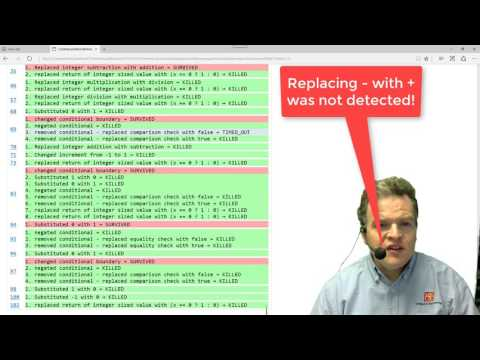 1. Replaced integer subtraction with addition → SURVIVED
26 2. replaced return of integer sized value with (x == 0 ? 1 : 0) → KILLED
1. Replaced integer multiplication with division → KILLED
2. replaced return of integer sized value with (x == 0 ? 1 : 0) → KILLED
1. Replaced integer division with multiplication → KILLED
2. replaced return of integer sized value with (x == 0 ? 1 : 0) → KILLED
1. Substituted 0 with 1 → KILLED
1. changed conditional boundary → SURVIVED
2. negated conditional → KILLED
3. removed conditional - replaced comparison check with false → TIMED_OUT
4. removed conditional - replaced comparison check with true → KILLED
70 1. Replaced integer addition with subtraction → KILLED
71 1. Changed increment from -1 to 1 → KILLED
1. changed conditional boundary → SURVIVED
2. Substituted 1 with 0 → KILLED
3. Substituted 0 with 1 → KILLED
4. negated conditional → KILLED
5. removed conditional - replaced comparison check with false → KILLED
6. removed conditional - replaced comparison check with true → KILLED
7. replaced return of integer sized value with (x == 0 ? 1 : 0) → KILLED
8. replaced return of integer sized value with (x == 0 ? 1 : 0) → KILLED
1. Substituted 0 with 1 → SURVIVED
2. negated conditional → KILLED
3. removed conditional - replaced equality check with false → KILLED
4. removed conditional - replaced equality check with true → KILLED
1. Substituted 0 with 1 → KILLED
1. changed conditional boundary → SURVIVED
2. negated conditional → KILLED
3. removed conditional - replaced comparison check with false → KILLED
4. removed conditional - replaced comparison check with true → KILLED
98 1. Substituted 1 with 0 → KILLED
100 1. Substituted -1 with 0 → KILLED
102 1. replaced return of integer sized value with (x == 0 ? 1 : 0) → KILLED
Replacing - with +
was not detected!